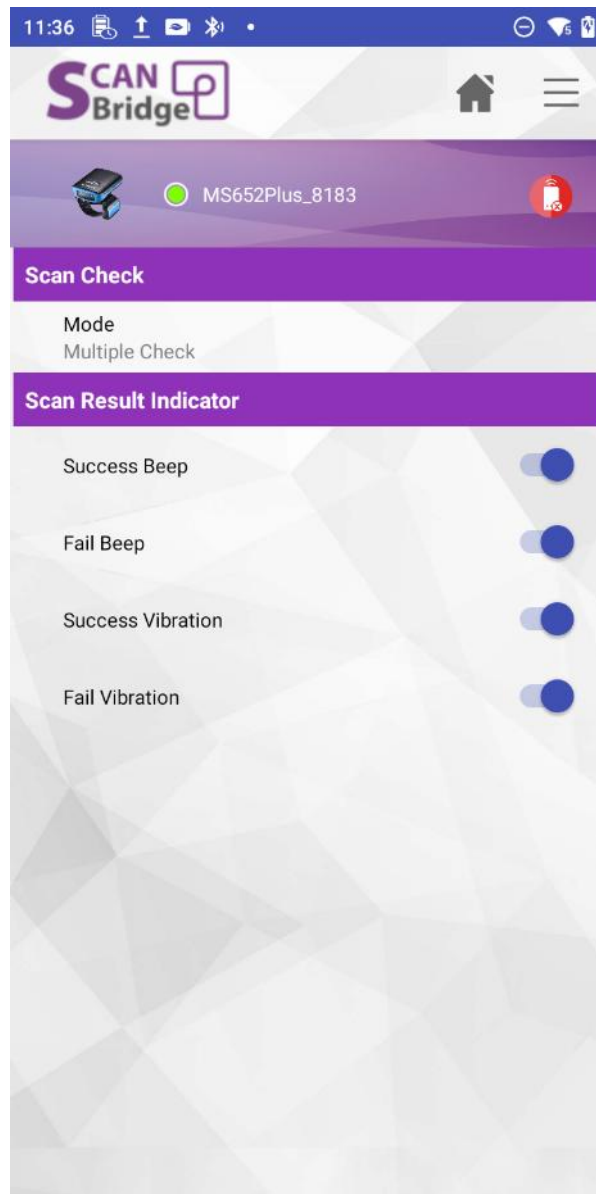 11:36
5
SCAN
Bridge
MS652Plus_8183
Scan Check
Mode
Multiple Check
Scan Result Indicator
Success Beep
Fail Beep
Success Vibration
Fail Vibration